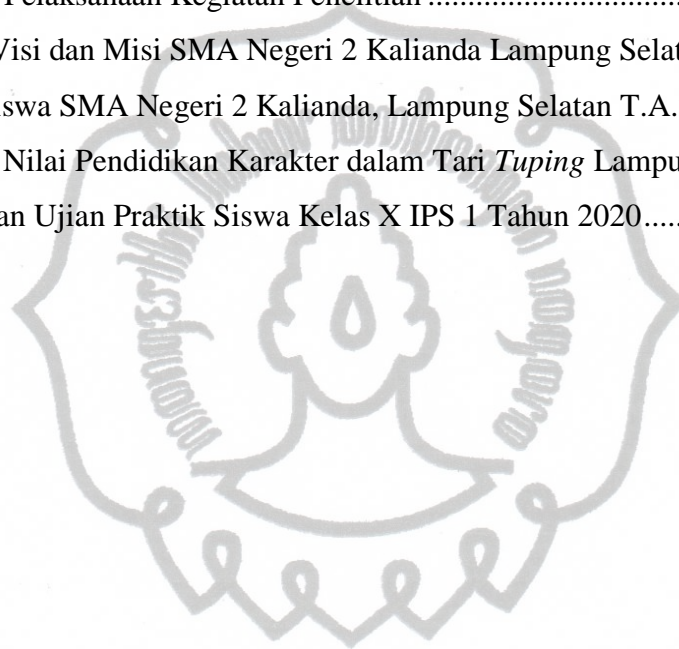 Pelaksanaan Kegiatan Penelitian ...............................
Visi dan Misi SMA Negeri 2 Kalianda Lampung Selat
iswa SMA Negeri 2 Kalianda, Lampung Selatan T.A.
Nilai Pendidikan Karakter dalam Tari Tuping Lampu
an Ujian Praktik Siswa Kelas X IPS 1 Tahun 2020.....